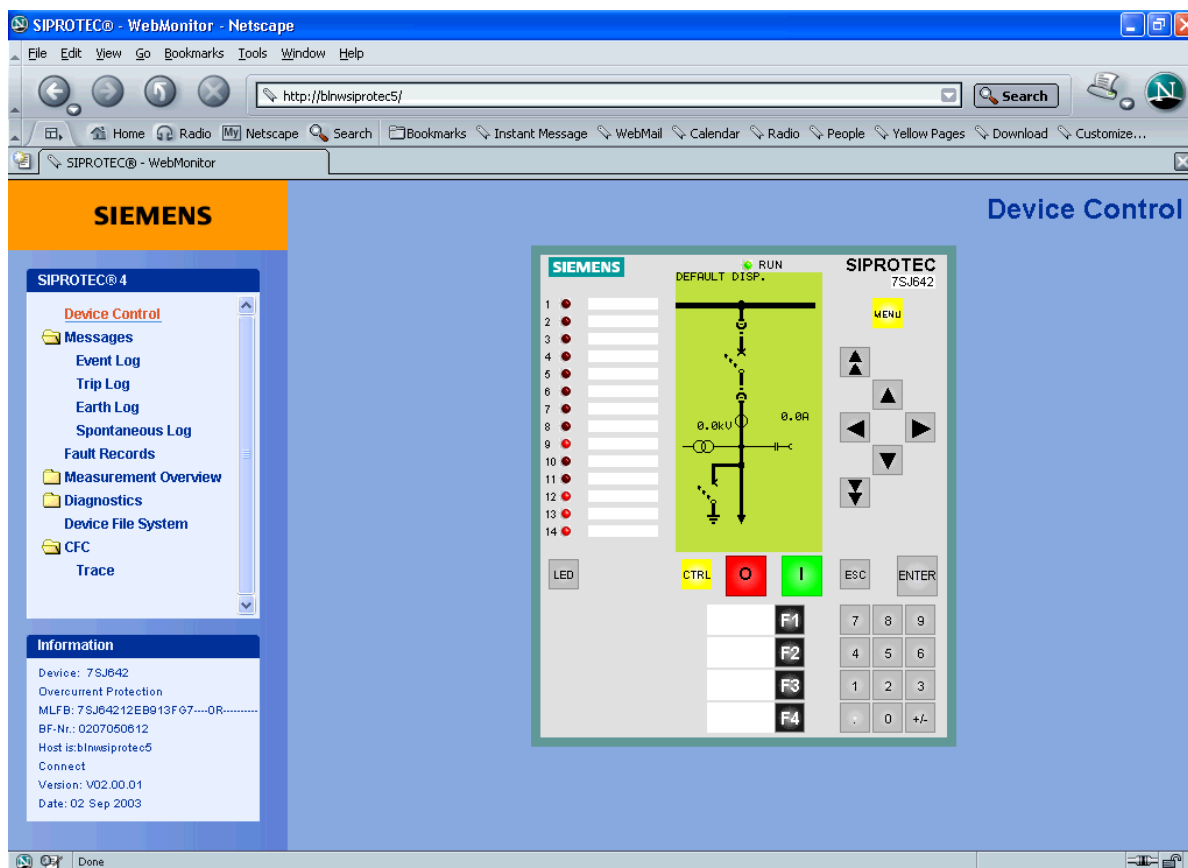 SIPROTEC® - WebMonitor - Netscape
File Edit View Go Bookmarks Tools Window Help
http://blnwsiprotec5/
Search
Home Radio My Netscape Search Bookmarks Instant Message WebMail Calendar Radio People Yellow Pages Download Customize...
SIPROTEC® - WebMonitor
SIEMENS
Device Control
SIPROTEC® 4
Device Control
Messages
Event Log
Trip Log
Earth Log
Spontaneous Log
Fault Records
Measurement Overview
Diagnostics
Device File System
CFC
Trace
Information
Device: 7SJ642
Overcurrent Protection
MLFB: 7SJ64212EB913FG7----0R----------
BF-Nr.: 0207050612
Host is:blnwsiprotec5
Connect
Version: V02.00.01
Date: 02 Sep 2003
SIEMENS
RUN
SIPROTEC
7SJ642
DEFAULT DISP.
MENU
1
2
3
4
5
6
7
8
9
10
11
12
13
14
0.0kV
0.0A
LED
CTRL
O
I
ESC
ENTER
F1
7 8 9
F2
4 5 6
F3
1 2 3
F4
. 0 +/-
Done